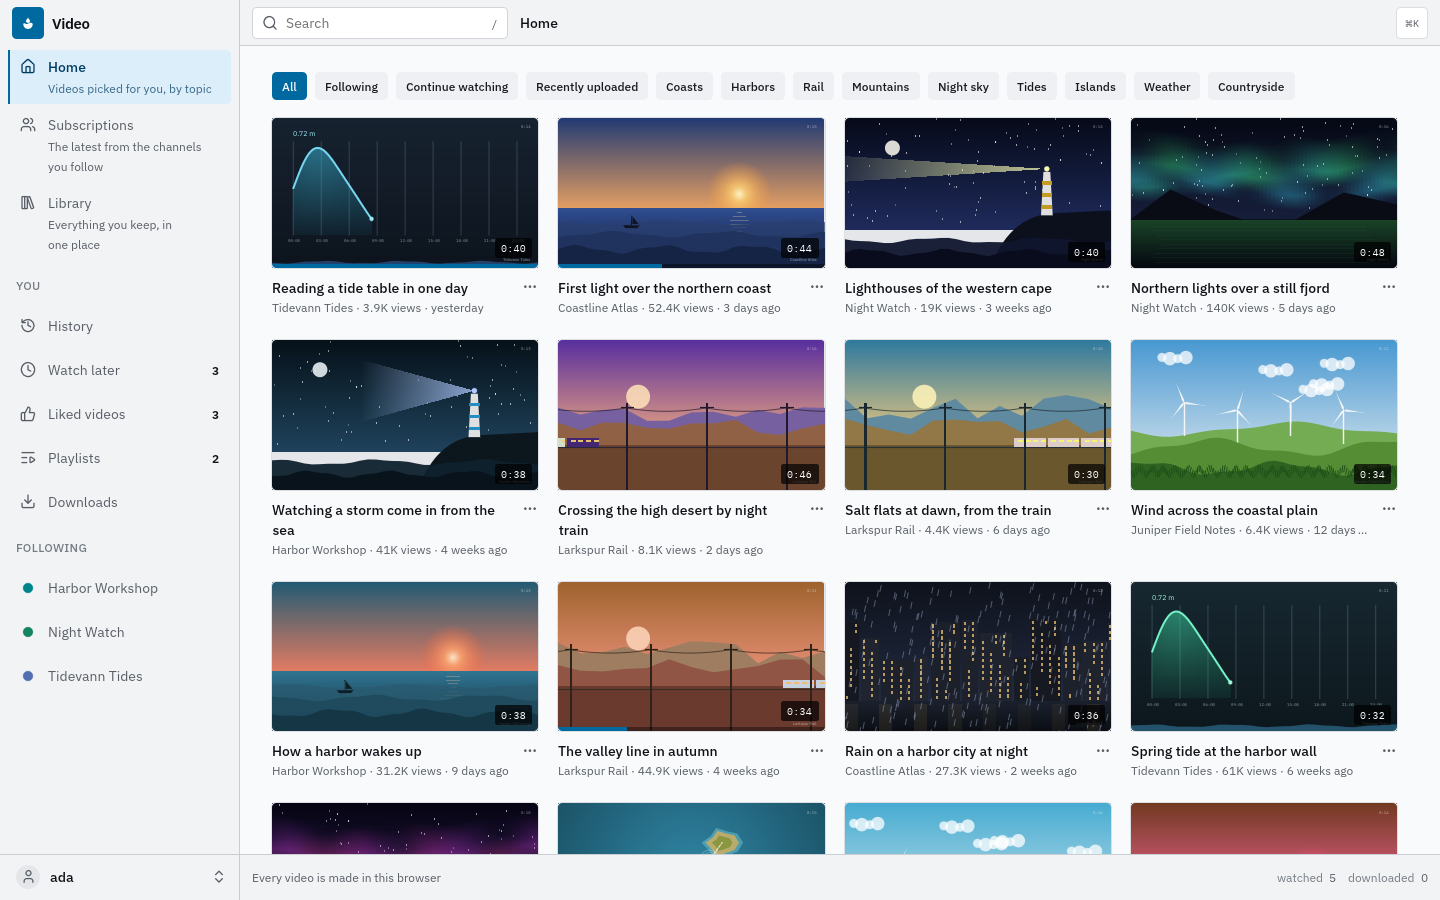 Video
Search
/
Home
⌘K
Home
Videos picked for you, by topic
Subscriptions
The latest from the channels
you follow
Library
Everything you keep, in
one place
YOU
History
Watch later 3
Liked videos 3
Playlists 2
Downloads
FOLLOWING
Harbor Workshop
Night Watch
Tidevann Tides
ada
All
Following
Continue watching
Recently uploaded
Coasts
Harbors
Rail
Mountains
Night sky
Tides
Islands
Weather
Countryside
0.72 m
0:40
Reading a tide table in one day
Tidevann Tides · 3.9K views · yesterday
0:44
First light over the northern coast
Coastline Atlas · 52.4K views · 3 days ago
0:40
Lighthouses of the western cape
Night Watch · 19K views · 3 weeks ago
0:48
Northern lights over a still fjord
Night Watch · 140K views · 5 days ago
0:38
Watching a storm come in from the
sea
Harbor Workshop · 41K views · 4 weeks ago
0:46
Crossing the high desert by night
train
Larkspur Rail · 8.1K views · 2 days ago
0:30
Salt flats at dawn, from the train
Larkspur Rail · 4.4K views · 6 days ago
0:34
Wind across the coastal plain
Juniper Field Notes · 6.4K views · 12 days ...
0:38
How a harbor wakes up
Harbor Workshop · 31.2K views · 9 days ago
0:34
The valley line in autumn
Larkspur Rail · 44.9K views · 4 weeks ago
0:36
Rain on a harbor city at night
Coastline Atlas · 27.3K views · 2 weeks ago
0.72 m
0:32
Spring tide at the harbor wall
Tidevann Tides · 61K views · 6 weeks ago
Every video is made in this browser
watched 5 downloaded 0